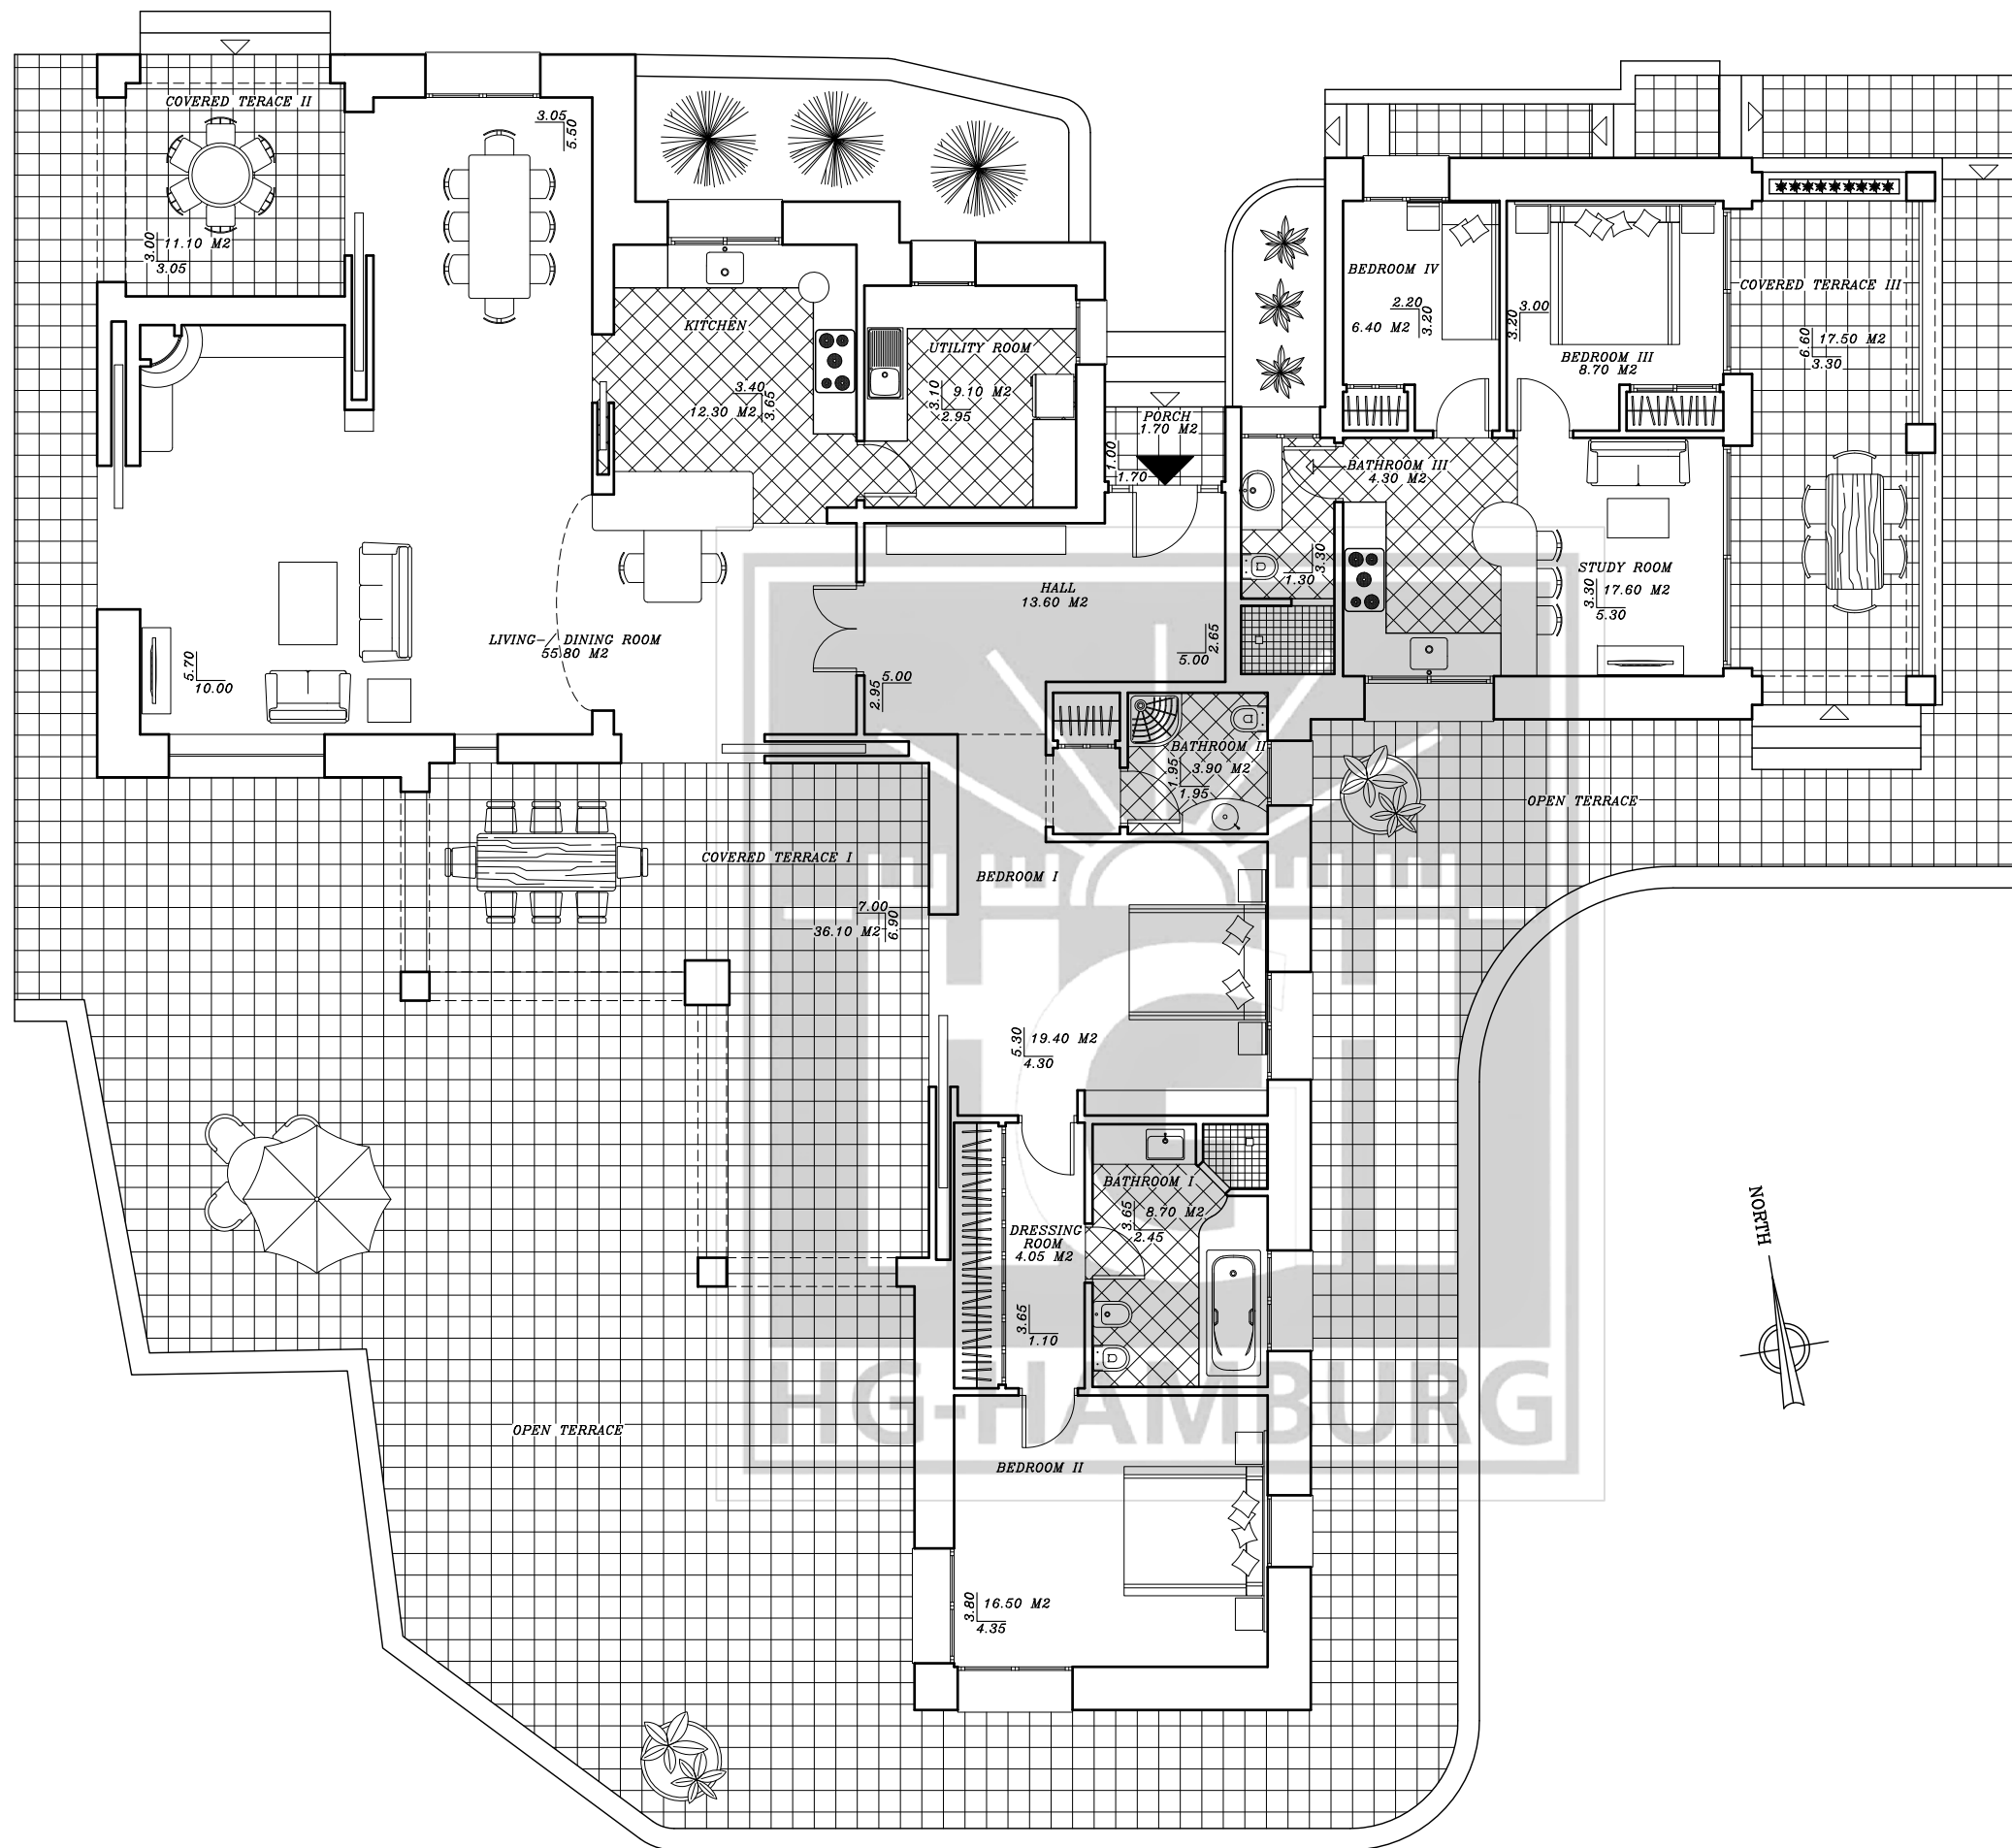 COVERED TERACE II
3.00
11.10 M2
3.05
3.05
5.50
KITCHEN
3.40
3.65
12.30 M2
UTILITY ROOM
3.10
9.10 M2
2.95
PORCH
1.70 M2
1.00
1.70
BEDROOM IV
2.20
3.20
6.40 M2
3.00
3.20
BEDROOM III
8.70 M2
COVERED TERRACE III
6.60
17.50 M2
3.30
BATHROOM III
4.30 M2
3.30
1.30
STUDY ROOM
3.30
17.60 M2
5.30
HALL
13.60 M2
2.65
5.00
5.00
2.95
LIVING-/ DINING ROOM
55.80 M2
5.70
10.00
BATHROOM II
1.95
3.90 M2
1.95
OPEN TERRACE
COVERED TERRACE I
7.00
6.90
36.10 M2
BEDROOM I
5.30
19.40 M2
4.30
BATHROOM I
3.65
8.70 M2
2.45
DRESSING
ROOM
4.05 M2
3.65
1.10
NORTH
HG-HAMBURG
OPEN TERRACE
BEDROOM II
3.80
16.50 M2
4.35